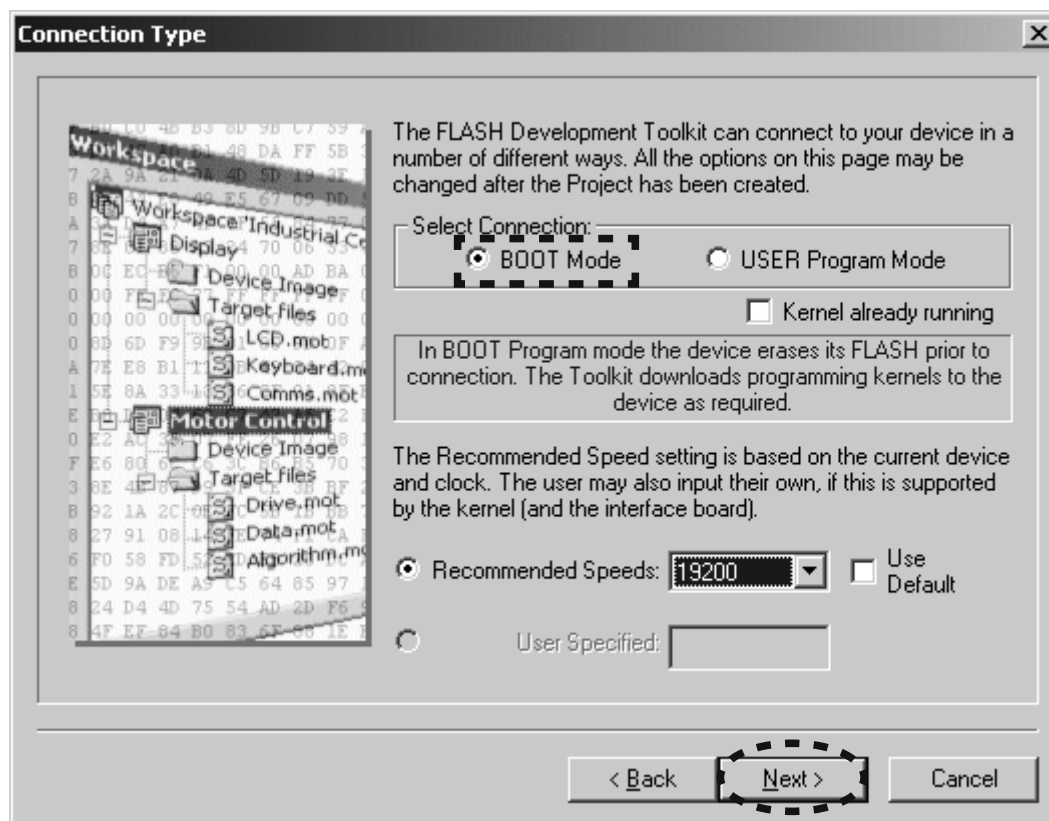 Connection Type
Workspace
Workspace 'Industrial Co
Display
Device Image
Target files
LCD.mot
Keyboard.m
Comms.mot
Motor Control
Device Image
Target files
Drive.mot
Data.mot
Algorithm.mo
The FLASH Development Toolkit can connect to your device in a
number of different ways. All the options on this page may be
changed after the Project has been created.
Select Connection:
BOOT Mode
USER Program Mode
Kernel already running
In BOOT Program mode the device erases its FLASH prior to
connection. The Toolkit downloads programming kernels to the
device as required.
The Recommended Speed setting is based on the current device
and clock. The user may also input their own, if this is supported
by the kernel (and the interface board).
Recommended Speeds:
19200
Use
Default
User Specified:
< Back
Next >
Cancel